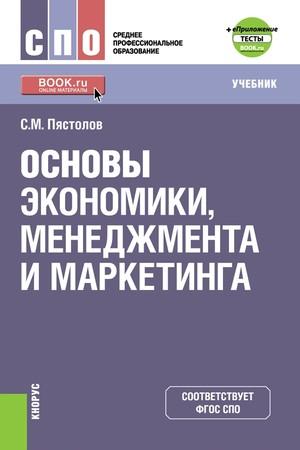 СПО
СРЕДНЕЕ
ПРОФЕССИОНАЛЬНОЕ
ОБРАЗОВАНИЕ
+ еПриложение
ТЕСТЫ
BOOK.ru
BOOK.ru
ONLINE МАТЕРИАЛЫ
УЧЕБНИК
С.М. Пястолов
ОСНОВЫ
ЭКОНОМИКИ,
МЕНЕДЖМЕНТА
И МАРКЕТИНГА
КНОРУС
СООТВЕТСТВУЕТ
ФГОС СПО